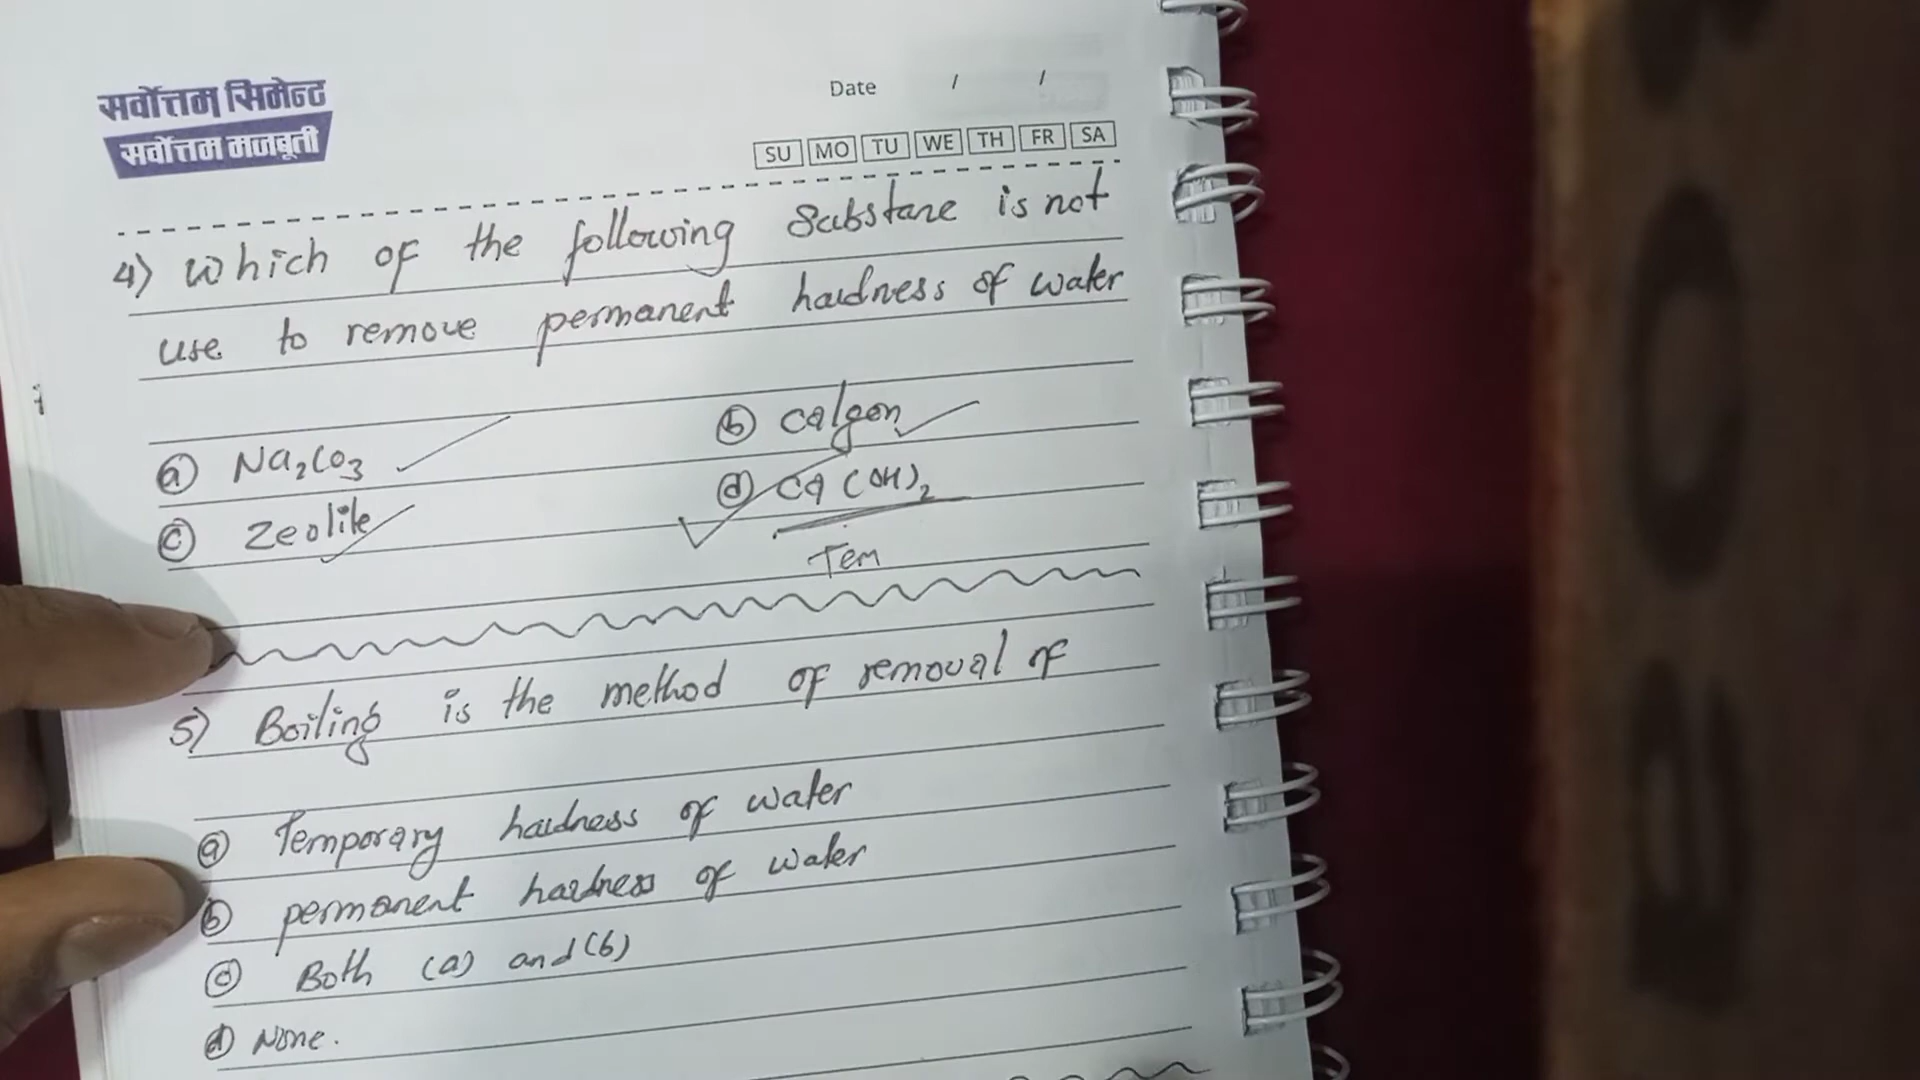 सर्वोत्तम सिमेन्ट
सर्वोत्तम मजबूती
Date / /
SU MO TU WE TH FR SA
4) Which of the following Substane is not
use to remove permanent hardness of water
(a) Na₂CO₃ (b) calgon
(c) Zeolite (d) Ca(OH)₂
Tem
5) Boiling is the method of removal of
(a) Temporary hardness of water
(b) permanent hardness of water
(c) Both (a) and (b)
(d) None.